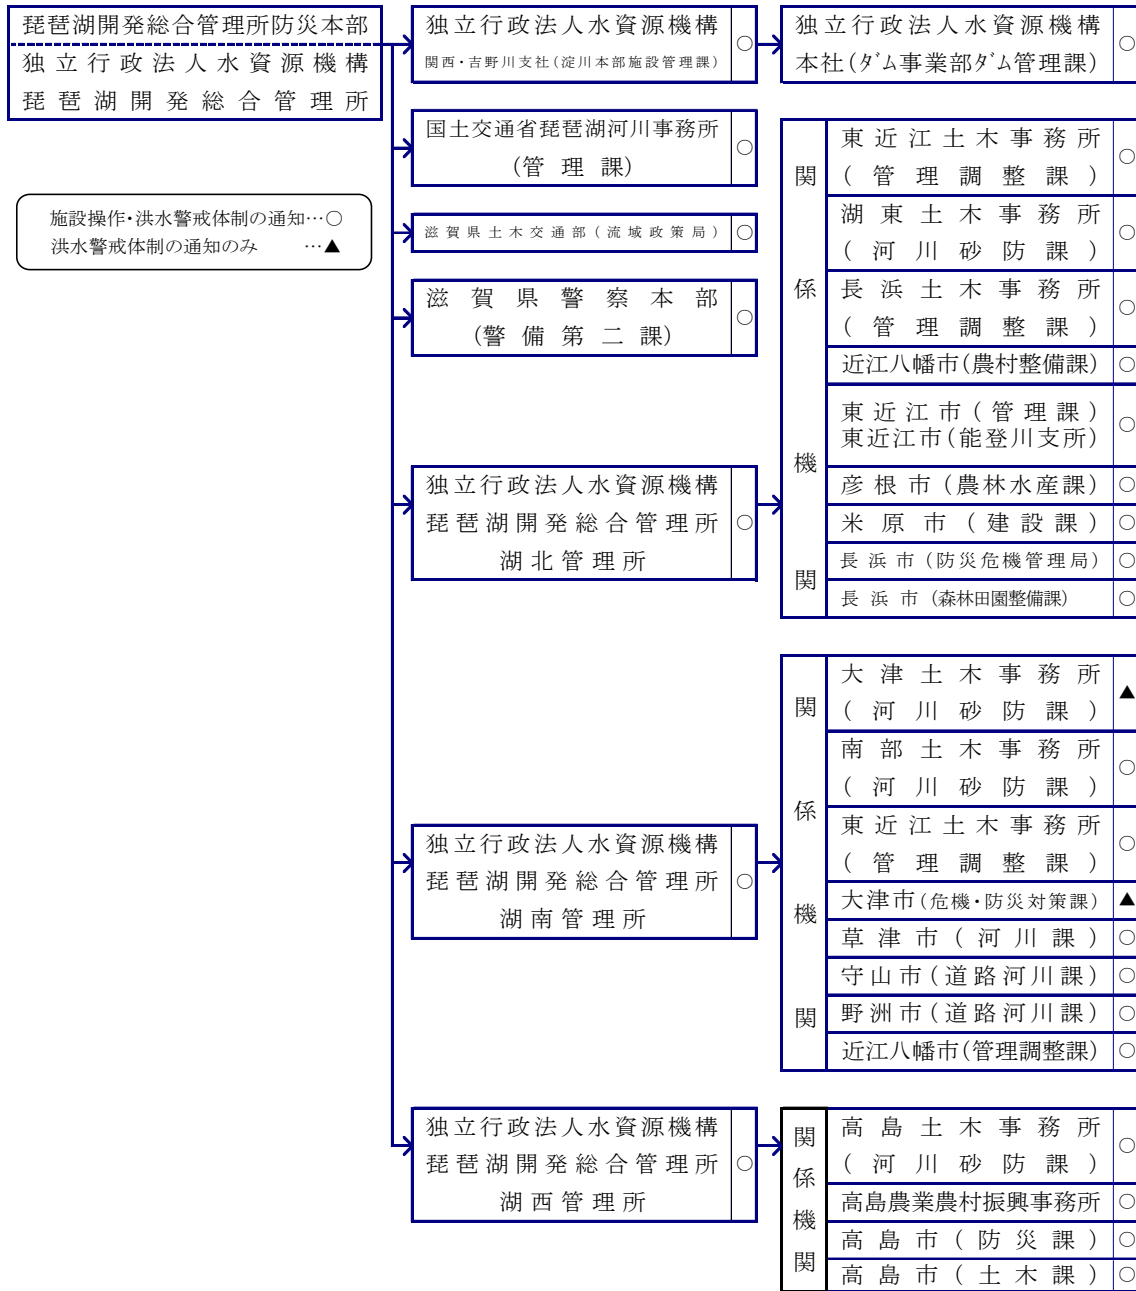 琵琶湖開発総合管理所防災本部
独立行政法人水資源機構
琵琶湖開発総合管理所
施設操作・洪水警戒体制の通知…○
洪水警戒体制の通知のみ …▲
独立行政法人水資源機構
関西・吉野川支社(淀川本部施設管理課)
○
独立行政法人水資源機構
本社(ダム事業部ダム管理課)
○
国土交通省琵琶湖河川事務所
(管理課)
○
滋賀県土木交通部(流域政策局)
○
滋賀県警察本部
(警備第二課)
○
独立行政法人水資源機構
琵琶湖開発総合管理所
湖北管理所
○
関係機関
東近江土木事務所
(管理調整課)
○
湖東土木事務所
(河川砂防課)
○
長浜土木事務所
(管理調整課)
○
近江八幡市(農村整備課)
○
東近江市(管理課)
東近江市(能登川支所)
○
彦根市(農林水産課)
○
米原市(建設課)
○
長浜市(防災危機管理局)
○
長浜市(森林田園整備課)
○
独立行政法人水資源機構
琵琶湖開発総合管理所
湖南管理所
○
関係機関
大津土木事務所
(河川砂防課)
▲
南部土木事務所
(河川砂防課)
○
東近江土木事務所
(管理調整課)
○
大津市(危機・防災対策課)
▲
草津市(河川課)
○
守山市(道路河川課)
○
野洲市(道路河川課)
○
近江八幡市(管理調整課)
○
独立行政法人水資源機構
琵琶湖開発総合管理所
湖西管理所
○
関係機関
高島土木事務所
(河川砂防課)
○
高島農業農村振興事務所
○
高島市(防災課)
○
高島市(土木課)
○